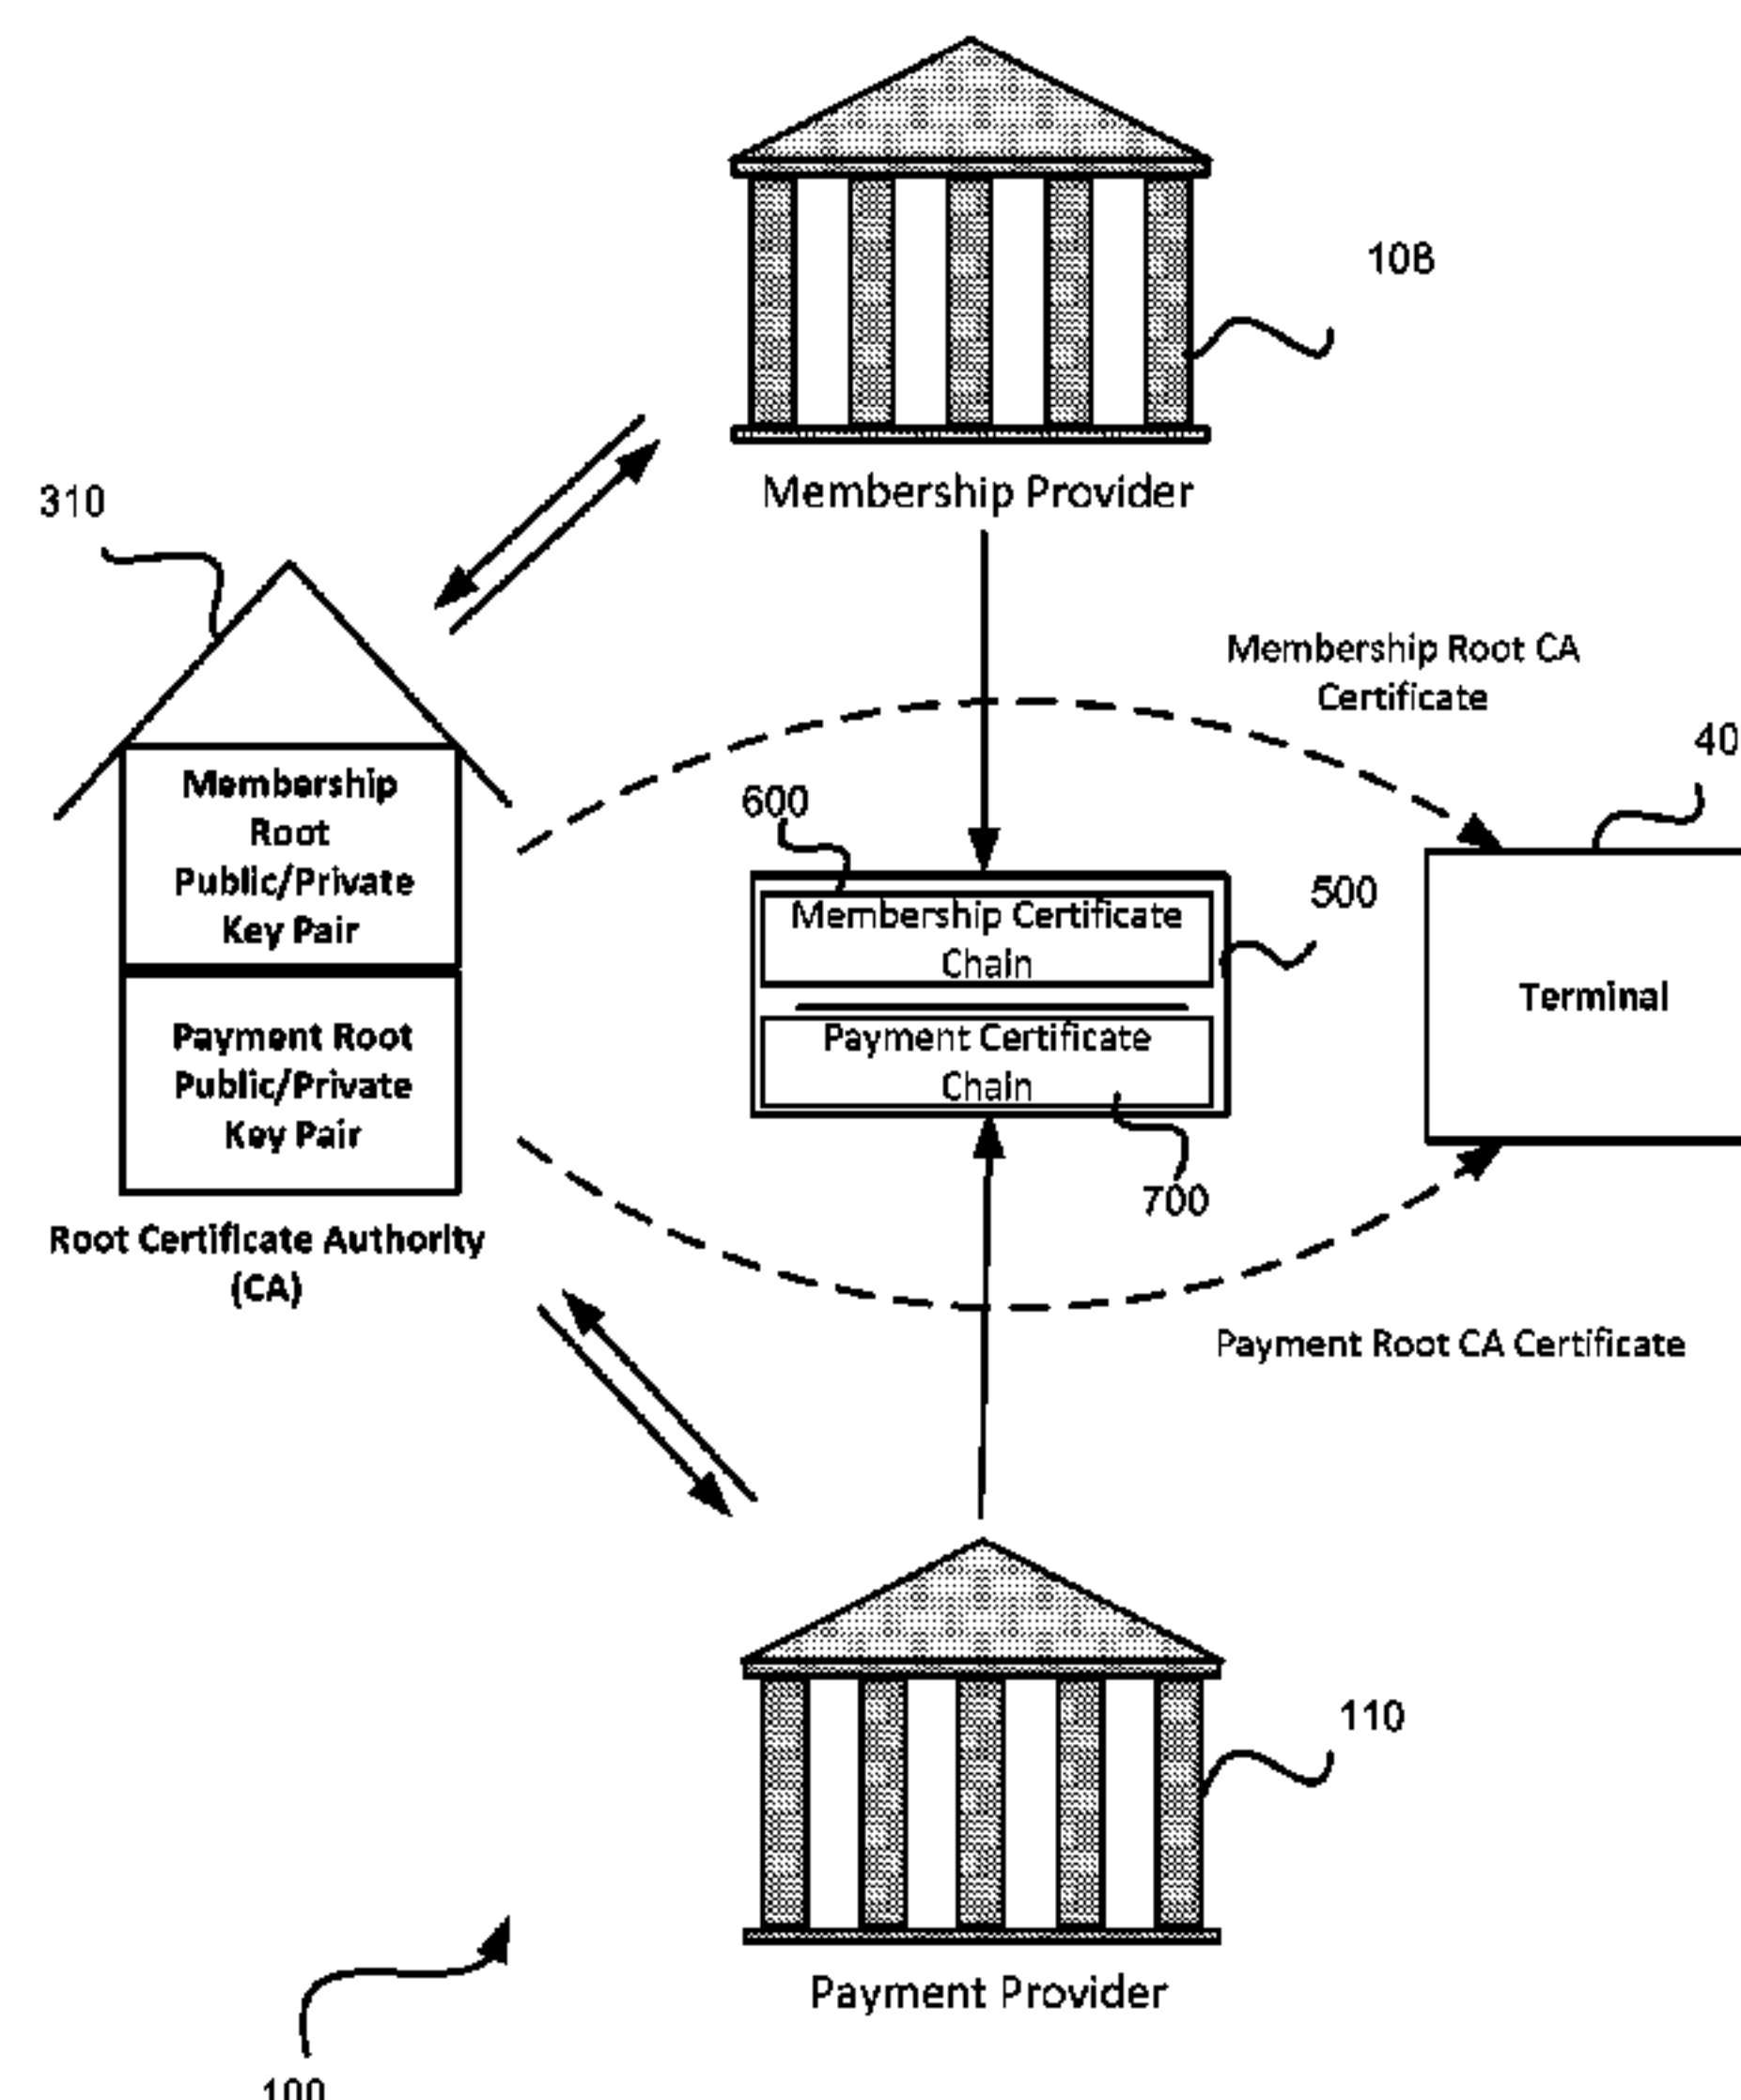 108
Membership Provider
310
Membership Root CA
Certificate
40
600
Membership
Root
Public/Private
Key Pair
500
Membership Certificate
Chain
Terminal
Payment Root
Public/Private
Key Pair
Payment Certificate
Chain
700
Root Certificate Authority
(CA)
Payment Root CA Certificate
110
Payment Provider
100